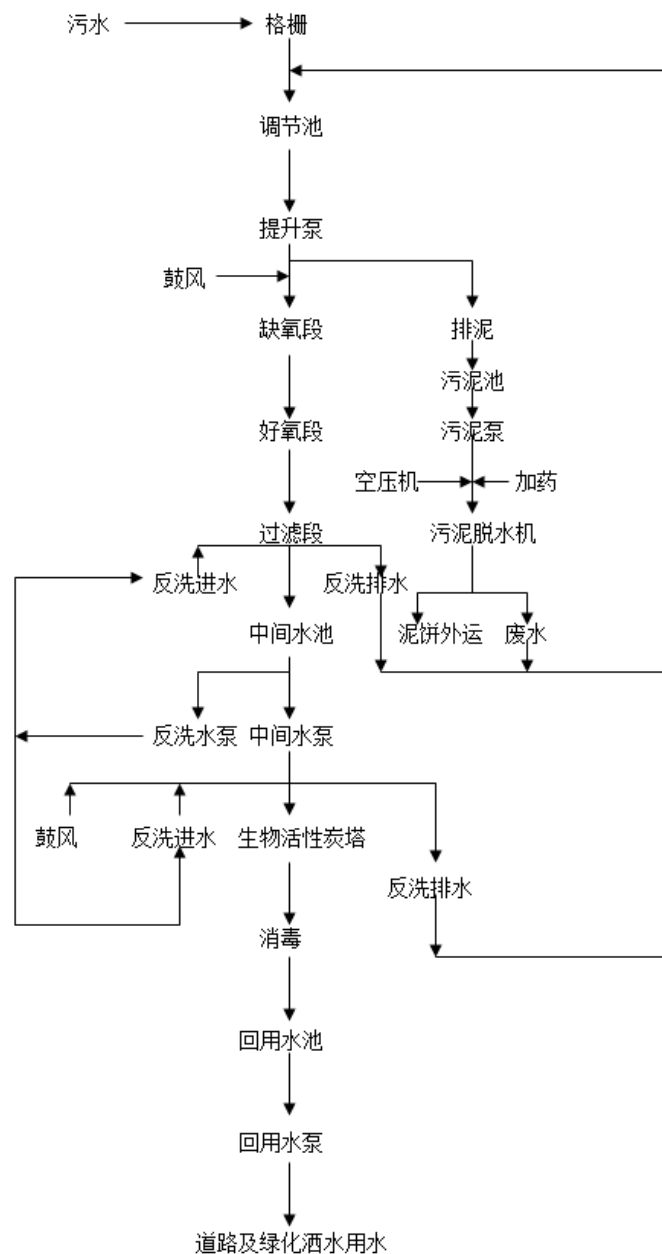 污水
格栅
调节池
提升泵
鼓风
缺氧段
排泥
污泥池
好氧段
污泥泵
空压机
加药
过滤段
污泥脱水机
反洗进水
反洗排水
中间水池
泥饼外运
废水
反洗水泵
中间水泵
鼓风
反洗进水
生物活性炭塔
反洗排水
消毒
回用水池
回用水泵
道路及绿化洒水用水